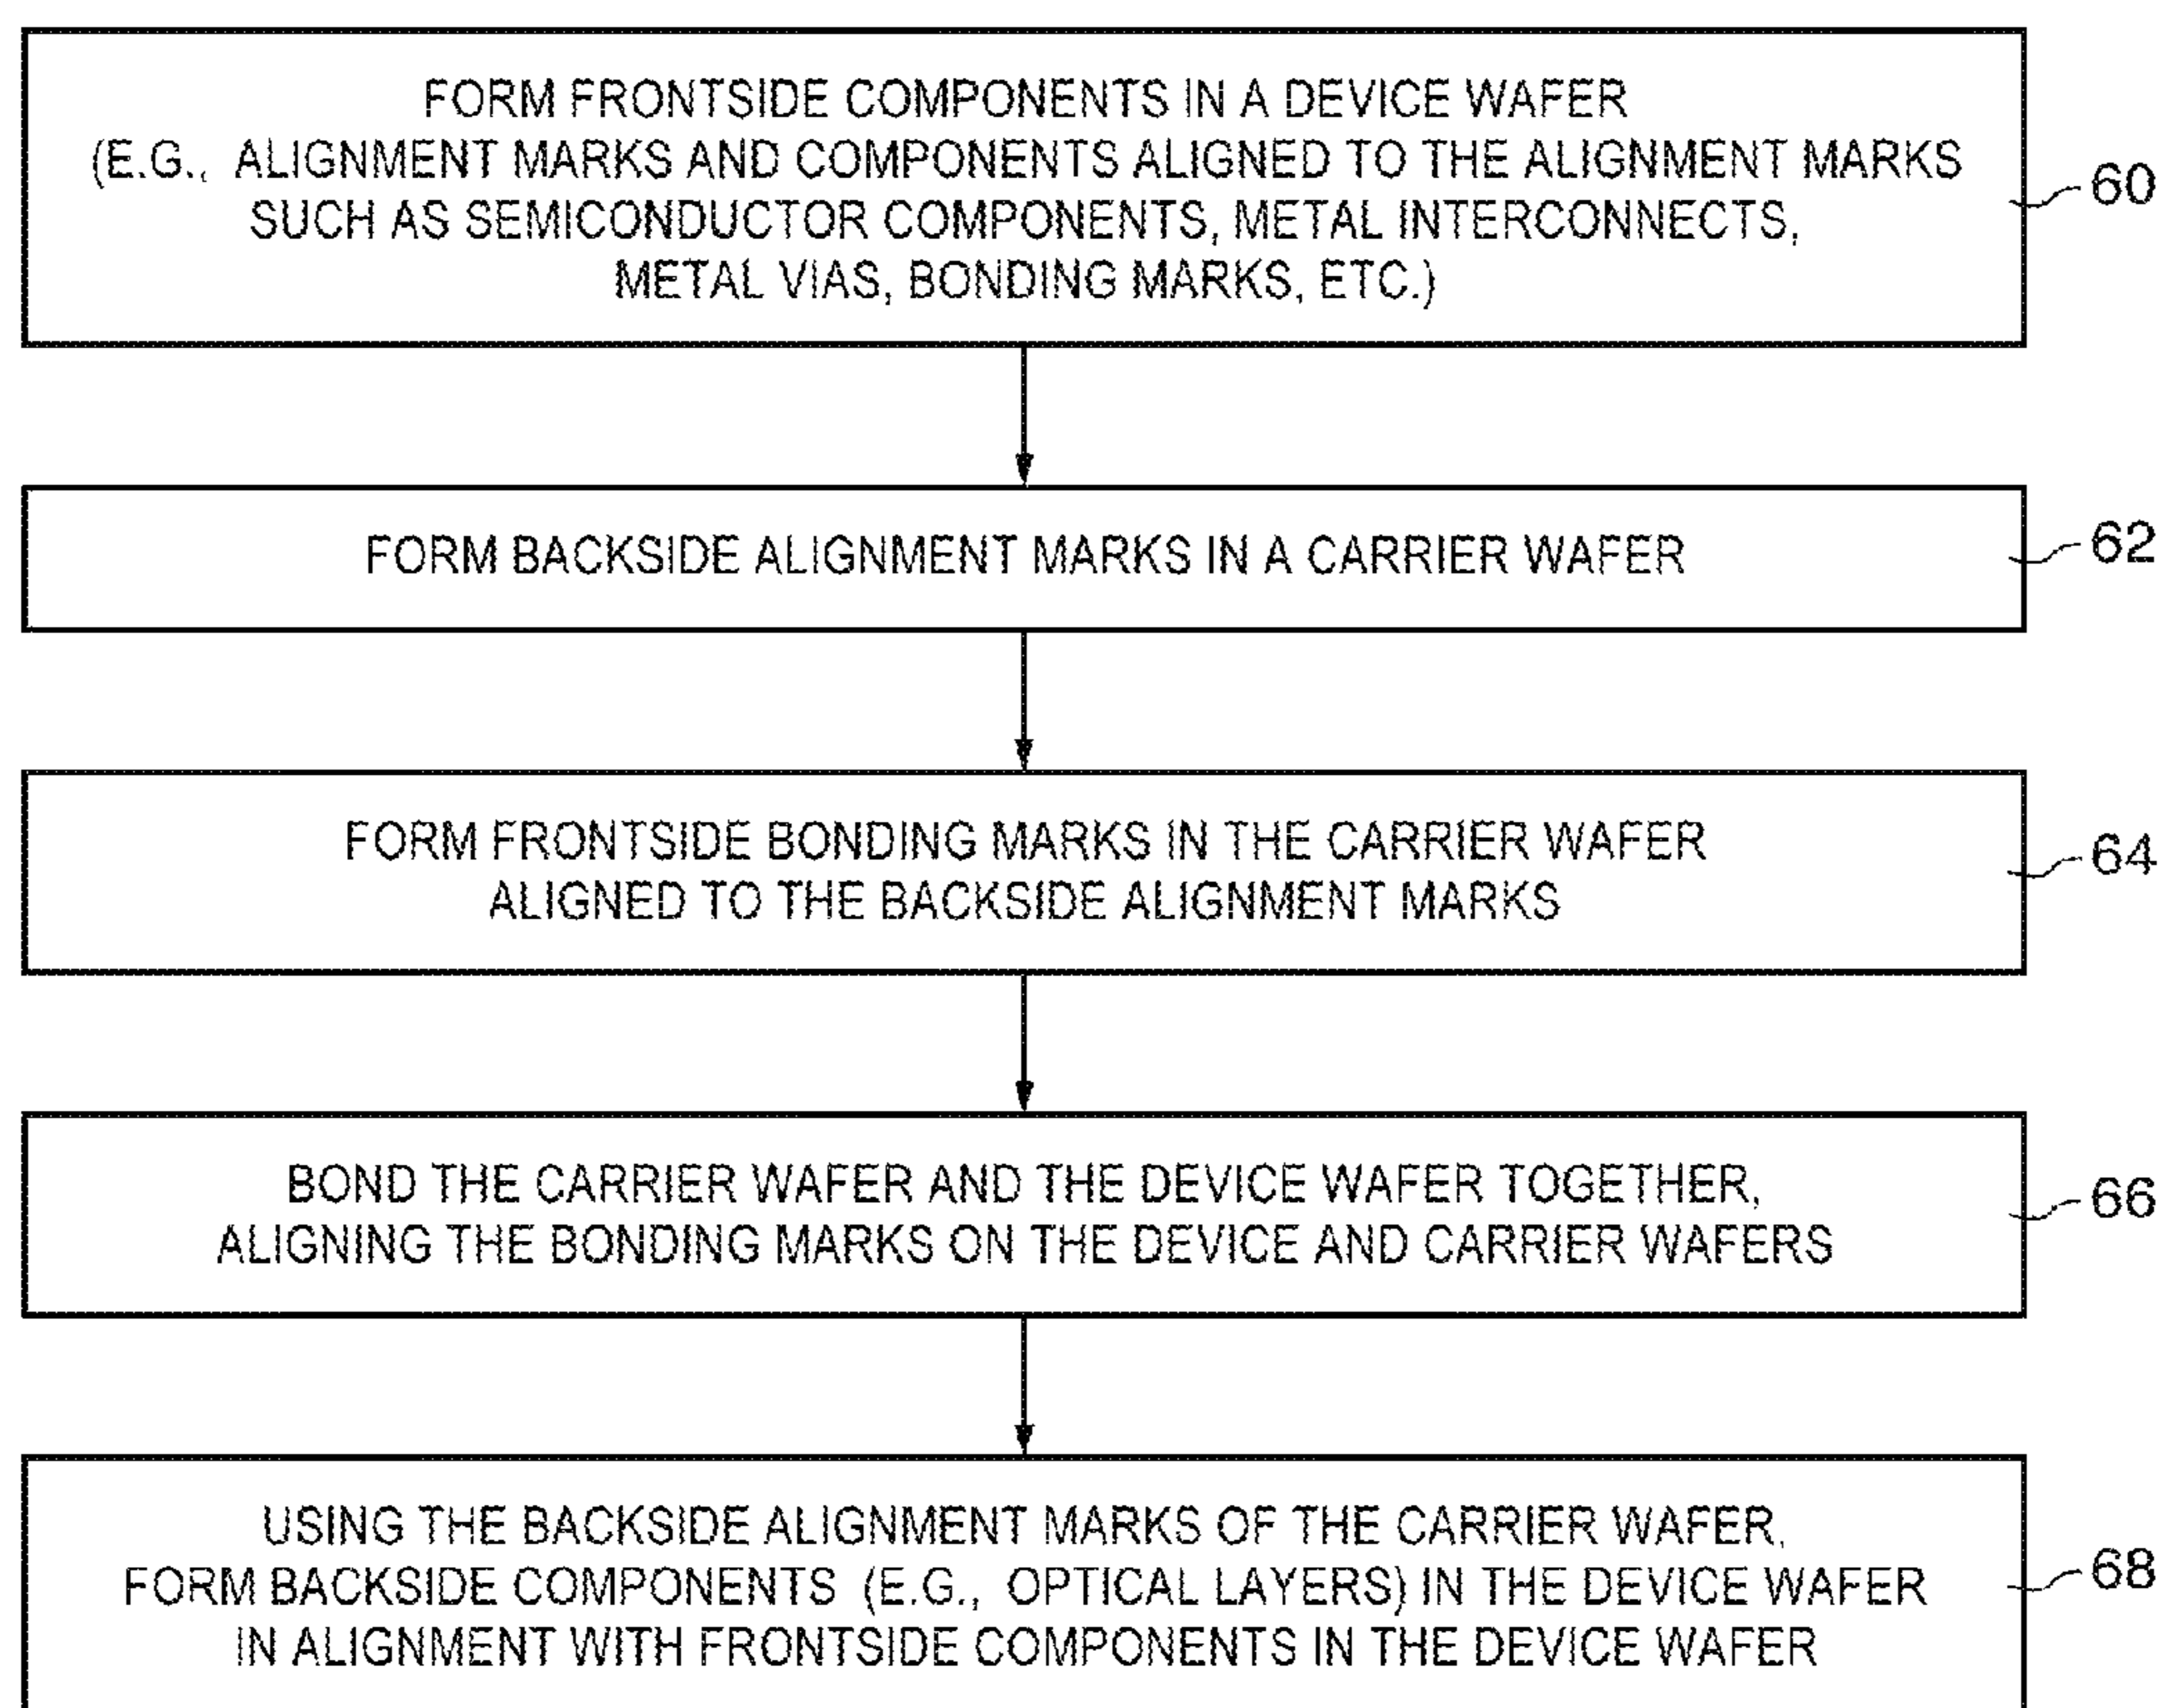 FORM FRONTSIDE COMPONENTS IN A DEVICE WAFER
(E.G., ALIGNMENT MARKS AND COMPONENTS ALIGNED TO THE ALIGNMENT MARKS
SUCH AS SEMICONDUCTOR COMPONENTS, METAL INTERCONNECTS,
METAL VIAS, BONDING MARKS, ETC.)
60
FORM BACKSIDE ALIGNMENT MARKS IN A CARRIER WAFER
62
FORM FRONTSIDE BONDING MARKS IN THE CARRIER WAFER
ALIGNED TO THE BACKSIDE ALIGNMENT MARKS
64
BOND THE CARRIER WAFER AND THE DEVICE WAFER TOGETHER,
ALIGNING THE BONDING MARKS ON THE DEVICE AND CARRIER WAFERS
66
USING THE BACKSIDE ALIGNMENT MARKS OF THE CARRIER WAFER,
FORM BACKSIDE COMPONENTS (E.G., OPTICAL LAYERS) IN THE DEVICE WAFER
IN ALIGNMENT WITH FRONTSIDE COMPONENTS IN THE DEVICE WAFER
68